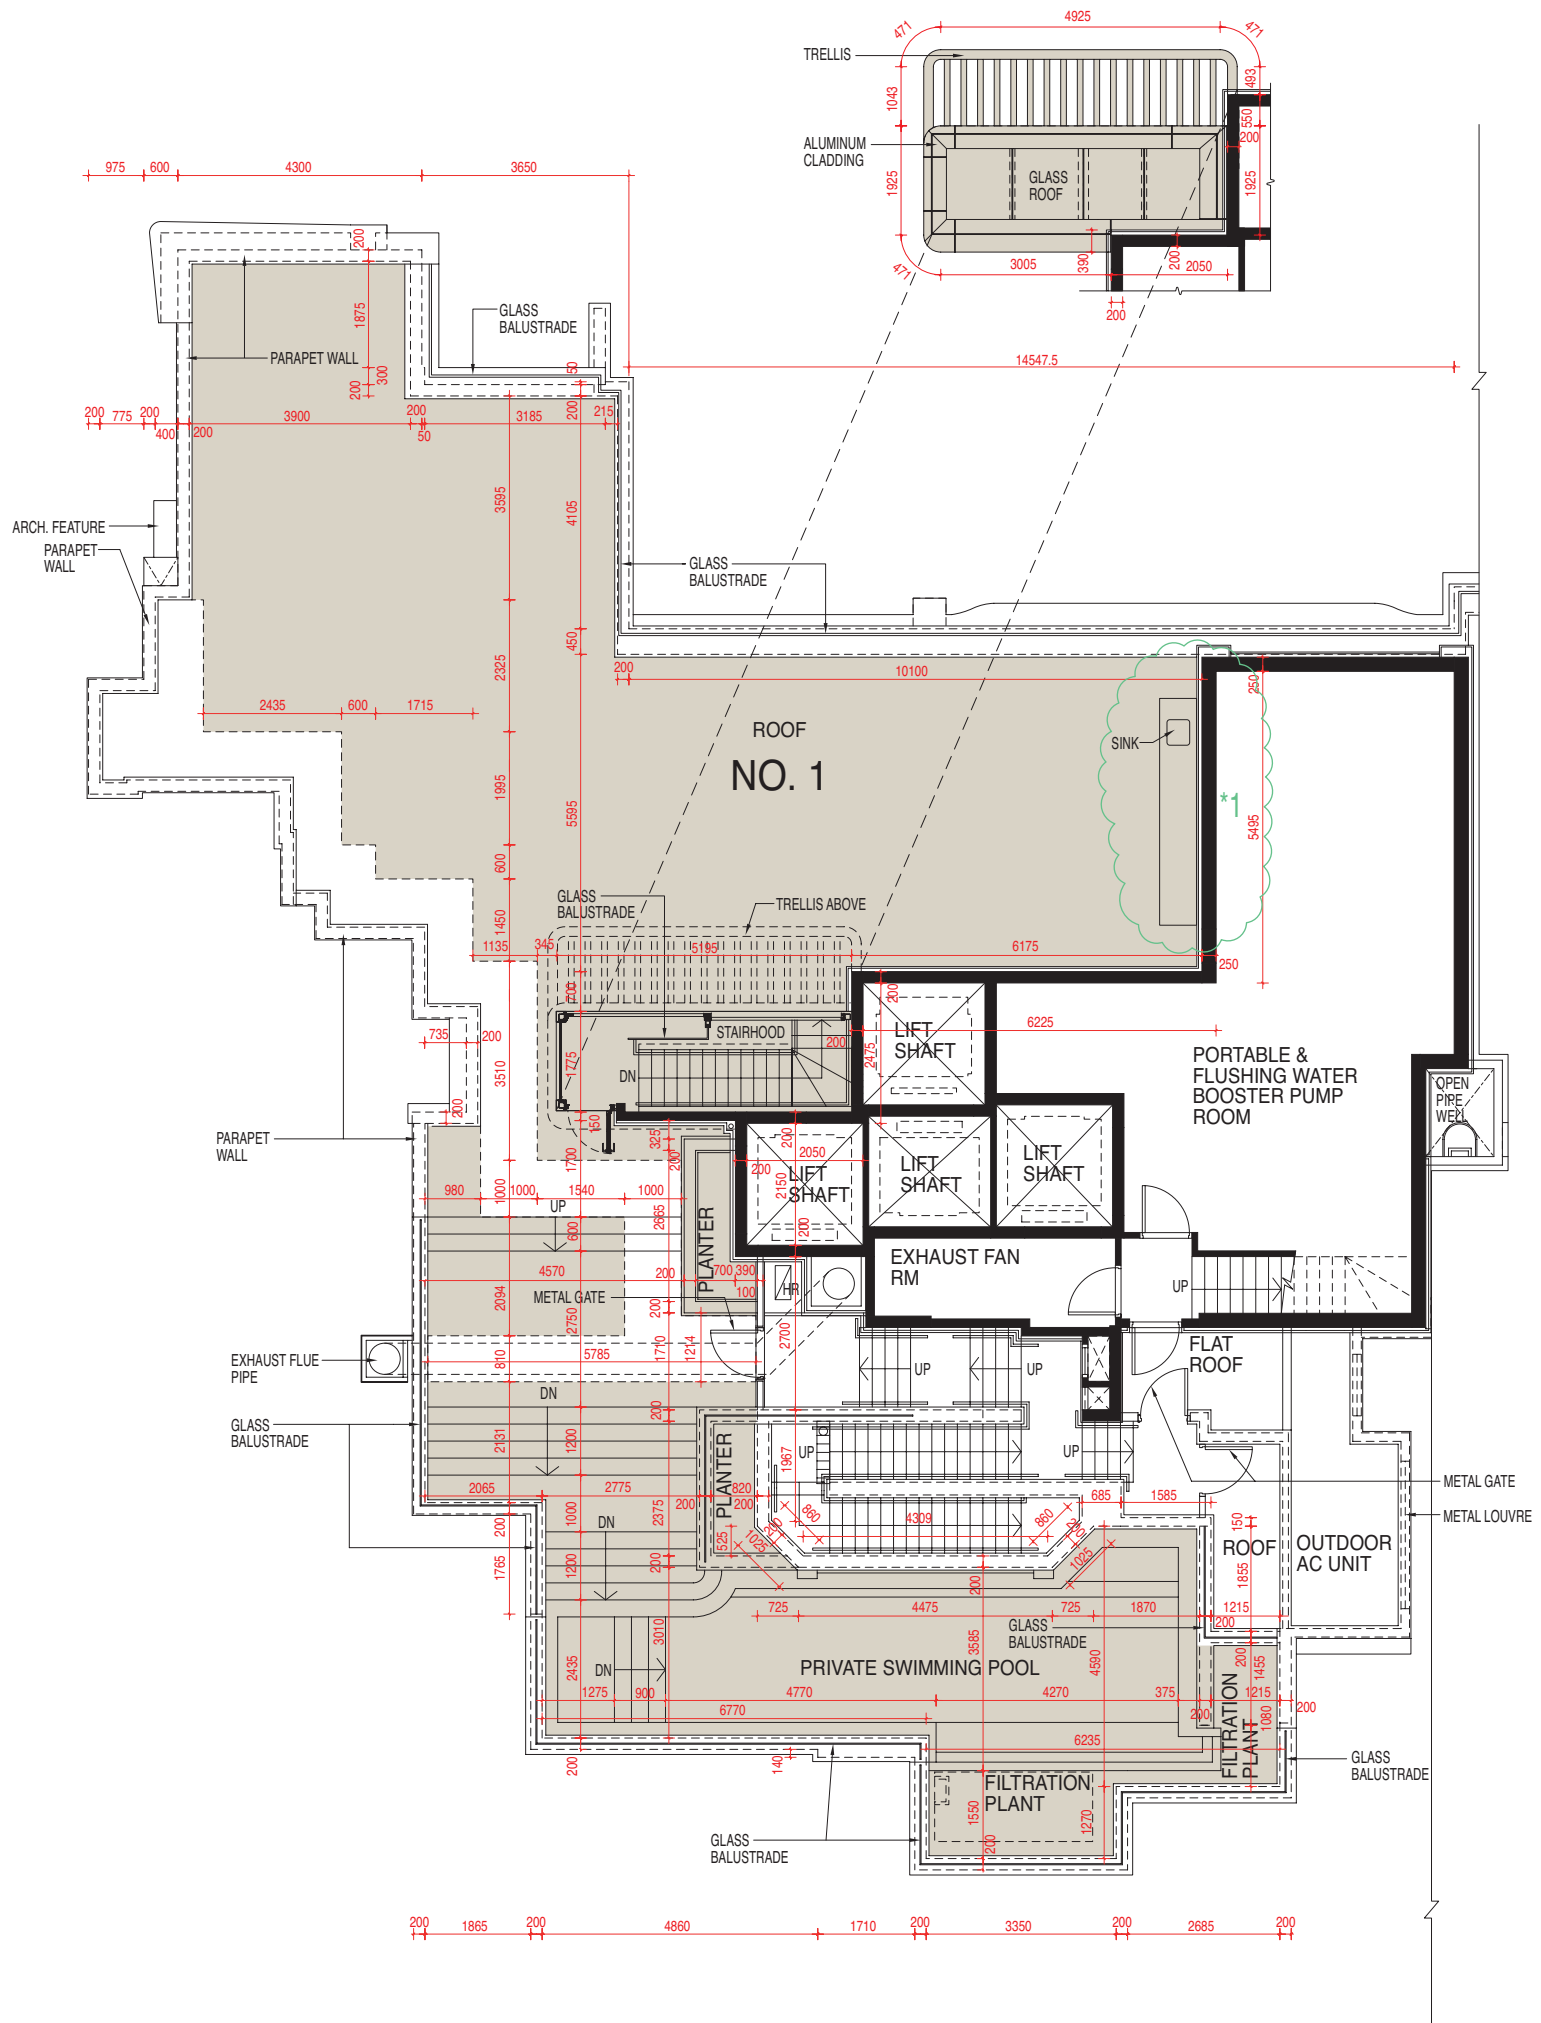 4925
471
471
TRELLIS
1043
493
550
200
ALUMINUM
CLADDING
GLASS
ROOF
1925
1925
471
3005
390
200
2050
200
975
600
4300
3650
200
1875
300
200
GLASS
BALUSTRADE
PARAPET WALL
50
14547.5
200
775
200
400
200
3900
200
50
3185
215
200
3595
4105
ARCH. FEATURE
PARAPET
WALL
GLASS
BALUSTRADE
450
2325
200
10100
250
2435
600
1715
ROOF
NO. 1
SINK
*1
1995
5595
5495
600
GLASS
BALUSTRADE
TRELLIS ABOVE
1450
1135
345
5195
6175
250
700
200
STAIRHOOD
200
LIFT
SHAFT
6225
735
200
3510
1775
DN
2475
PORTABLE &
FLUSHING WATER
BOOSTER PUMP
ROOM
OPEN
PIPE
WELL
200
150
325
200
PARAPET
WALL
1700
200
2050
200
2150
LIFT
SHAFT
LIFT
SHAFT
LIFT
SHAFT
980
1000
1000
1540
1000
UP
600
2665
PLANTER
200
EXHAUST FAN
RM
4570
200
700
390
100
HR
UP
METAL GATE
2094
2750
200
1710
1214
2700
EXHAUST FLUE
PIPE
810
5785
UP
UP
FLAT
ROOF
DN
GLASS
BALUSTRADE
200
2131
1200
PLANTER
1967
UP
UP
2065
2775
820
200
200
METAL GATE
685
1585
METAL LOUVRE
200
1000
DN
2375
525
1025
200
860
4309
860
200
1025
150
ROOF
OUTDOOR
AC UNIT
1765
1200
200
200
1855
725
4475
725
1870
1215
200
GLASS
BALUSTRADE
2435
DN
3010
PRIVATE SWIMMING POOL
3585
4590
200
1455
1275
900
4770
4270
375
1215
200
200
6770
1080
FILTRATION
PLANT
6235
200
140
FILTRATION
PLANT
GLASS
BALUSTRADE
1550
1270
200
GLASS
BALUSTRADE
200
1865
200
4860
1710
200
3350
200
2685
200